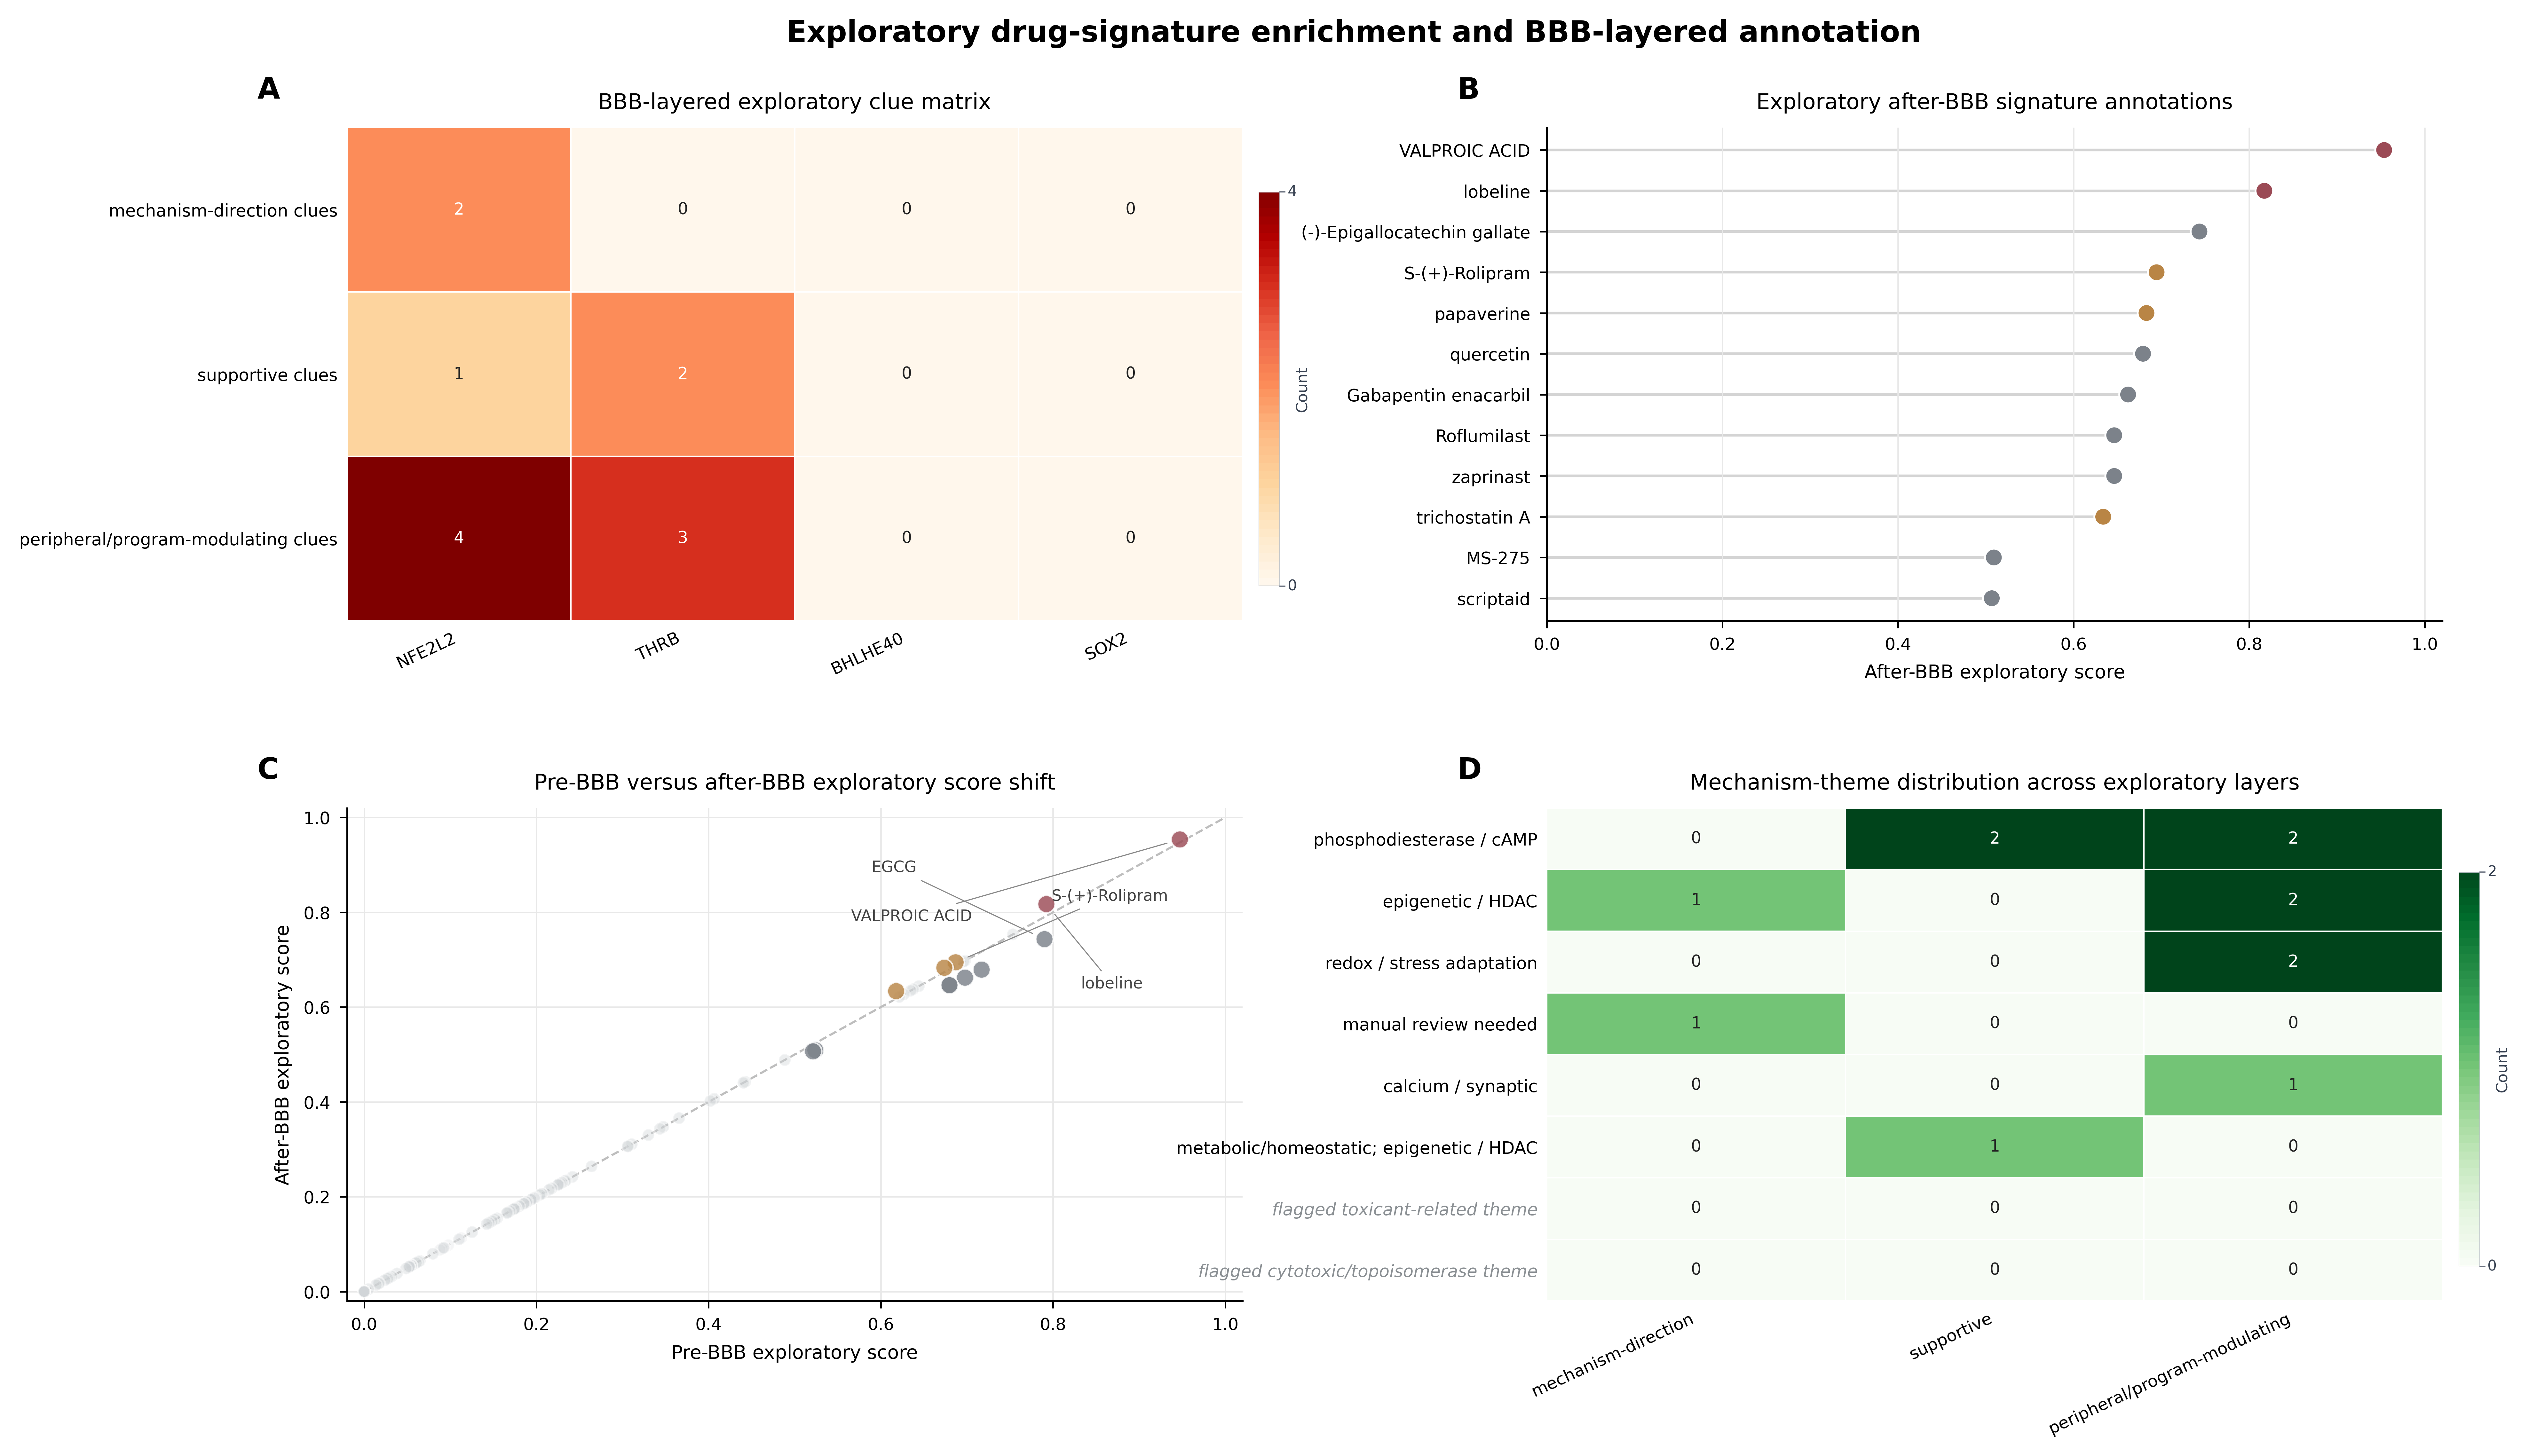 Exploratory drug-signature enrichment and BBB-layered annotation
A
BBB-layered exploratory clue matrix
mechanism-direction clues
2
0
0
0
supportive clues
1
2
0
0
peripheral/program-modulating clues
4
3
0
0
NFE2L2
THRB
BHLHE40
SOX2
4
Count
0
B
Exploratory after-BBB signature annotations
VALPROIC ACID
lobeline
(-)-Epigallocatechin gallate
S-(+)-Rolipram
papaverine
quercetin
Gabapentin enacarbil
Roflumilast
zaprinast
trichostatin A
MS-275
scriptaid
0.0
0.2
0.4
0.6
0.8
1.0
After-BBB exploratory score
C
Pre-BBB versus after-BBB exploratory score shift
After-BBB exploratory score
1.0
0.8
0.6
0.4
0.2
0.0
EGCG
S-(+)-Rolipram
VALPROIC ACID
lobeline
0.0
0.2
0.4
0.6
0.8
1.0
Pre-BBB exploratory score
D
Mechanism-theme distribution across exploratory layers
phosphodiesterase / cAMP
0
2
2
epigenetic / HDAC
1
0
2
redox / stress adaptation
0
0
2
manual review needed
1
0
0
calcium / synaptic
0
0
1
metabolic/homeostatic; epigenetic / HDAC
0
1
0
flagged toxicant-related theme
0
0
0
flagged cytotoxic/topoisomerase theme
0
0
0
mechanism-direction
supportive
peripheral/program-modulating
2
Count
0